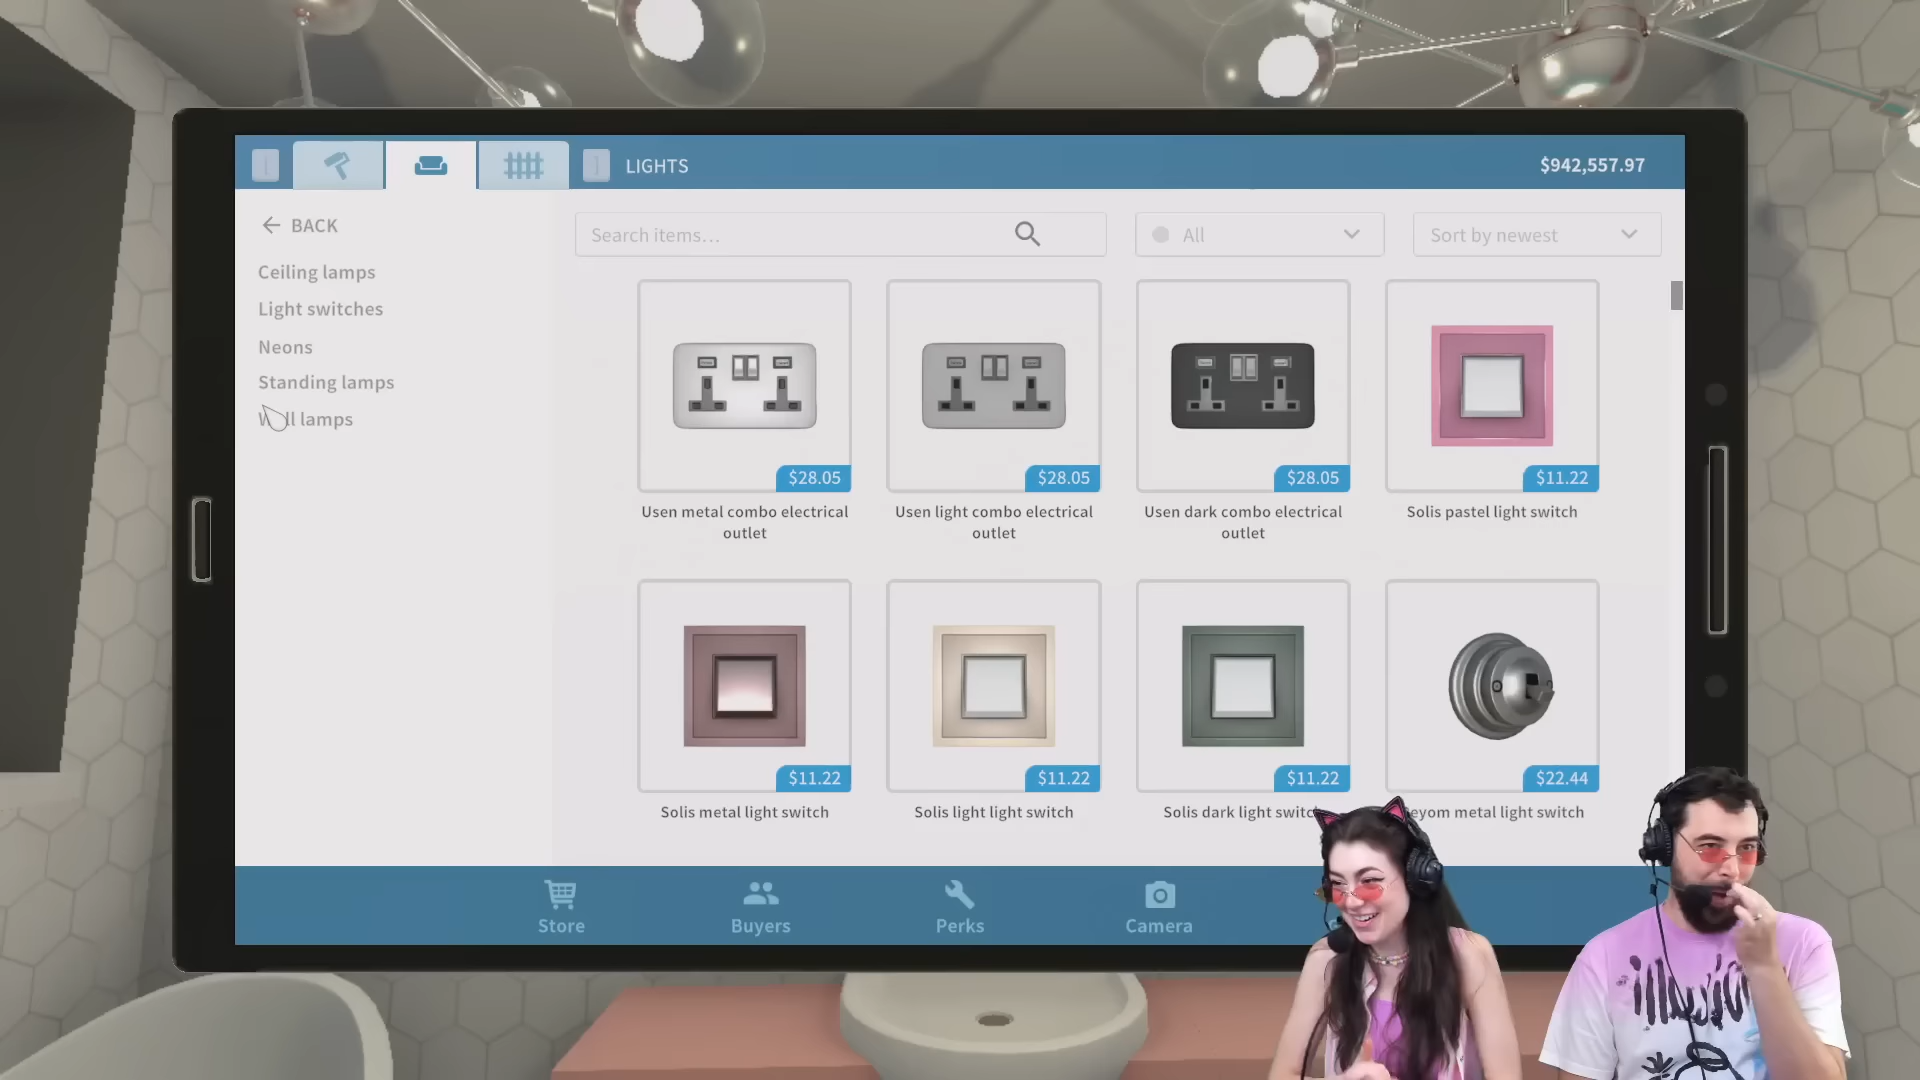 LIGHTS
$942,557.97
BACK
Search items...
All
Sort by newest
Ceiling lamps
Light switches
Neons
Standing lamps
Wall lamps
$28.05
$28.05
$28.05
$11.22
Usen metal combo electrical
outlet
Usen light combo electrical
outlet
Usen dark combo electrical
outlet
Solis pastel light switch
$11.22
$11.22
$11.22
$22.44
Solis metal light switch
Solis light light switch
Solis dark light switch
metal light switch
Store
Buyers
Perks
Camera